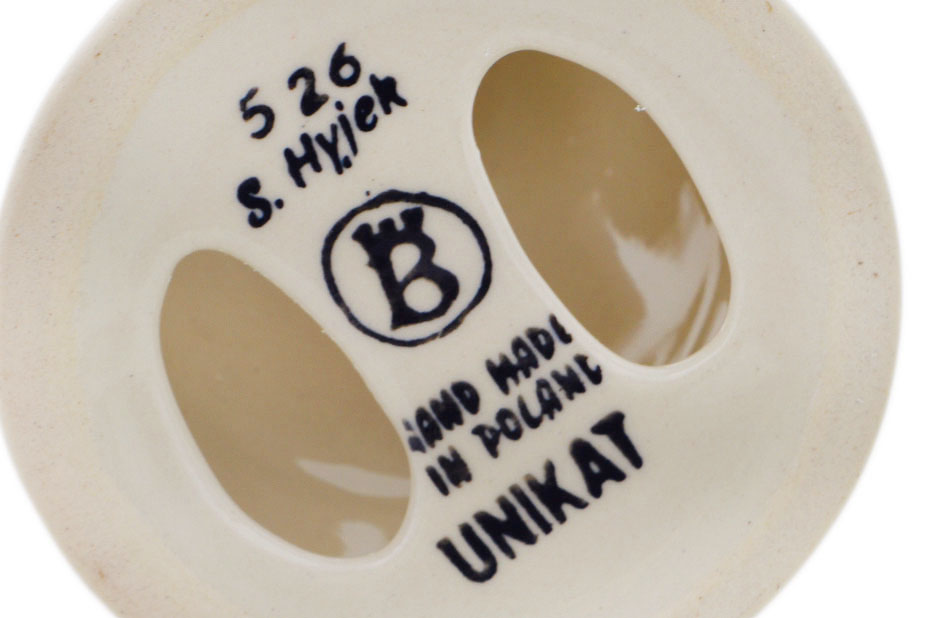 526
S. Hyjek
B
HAND MADE
IN POLAND
UNIKAT